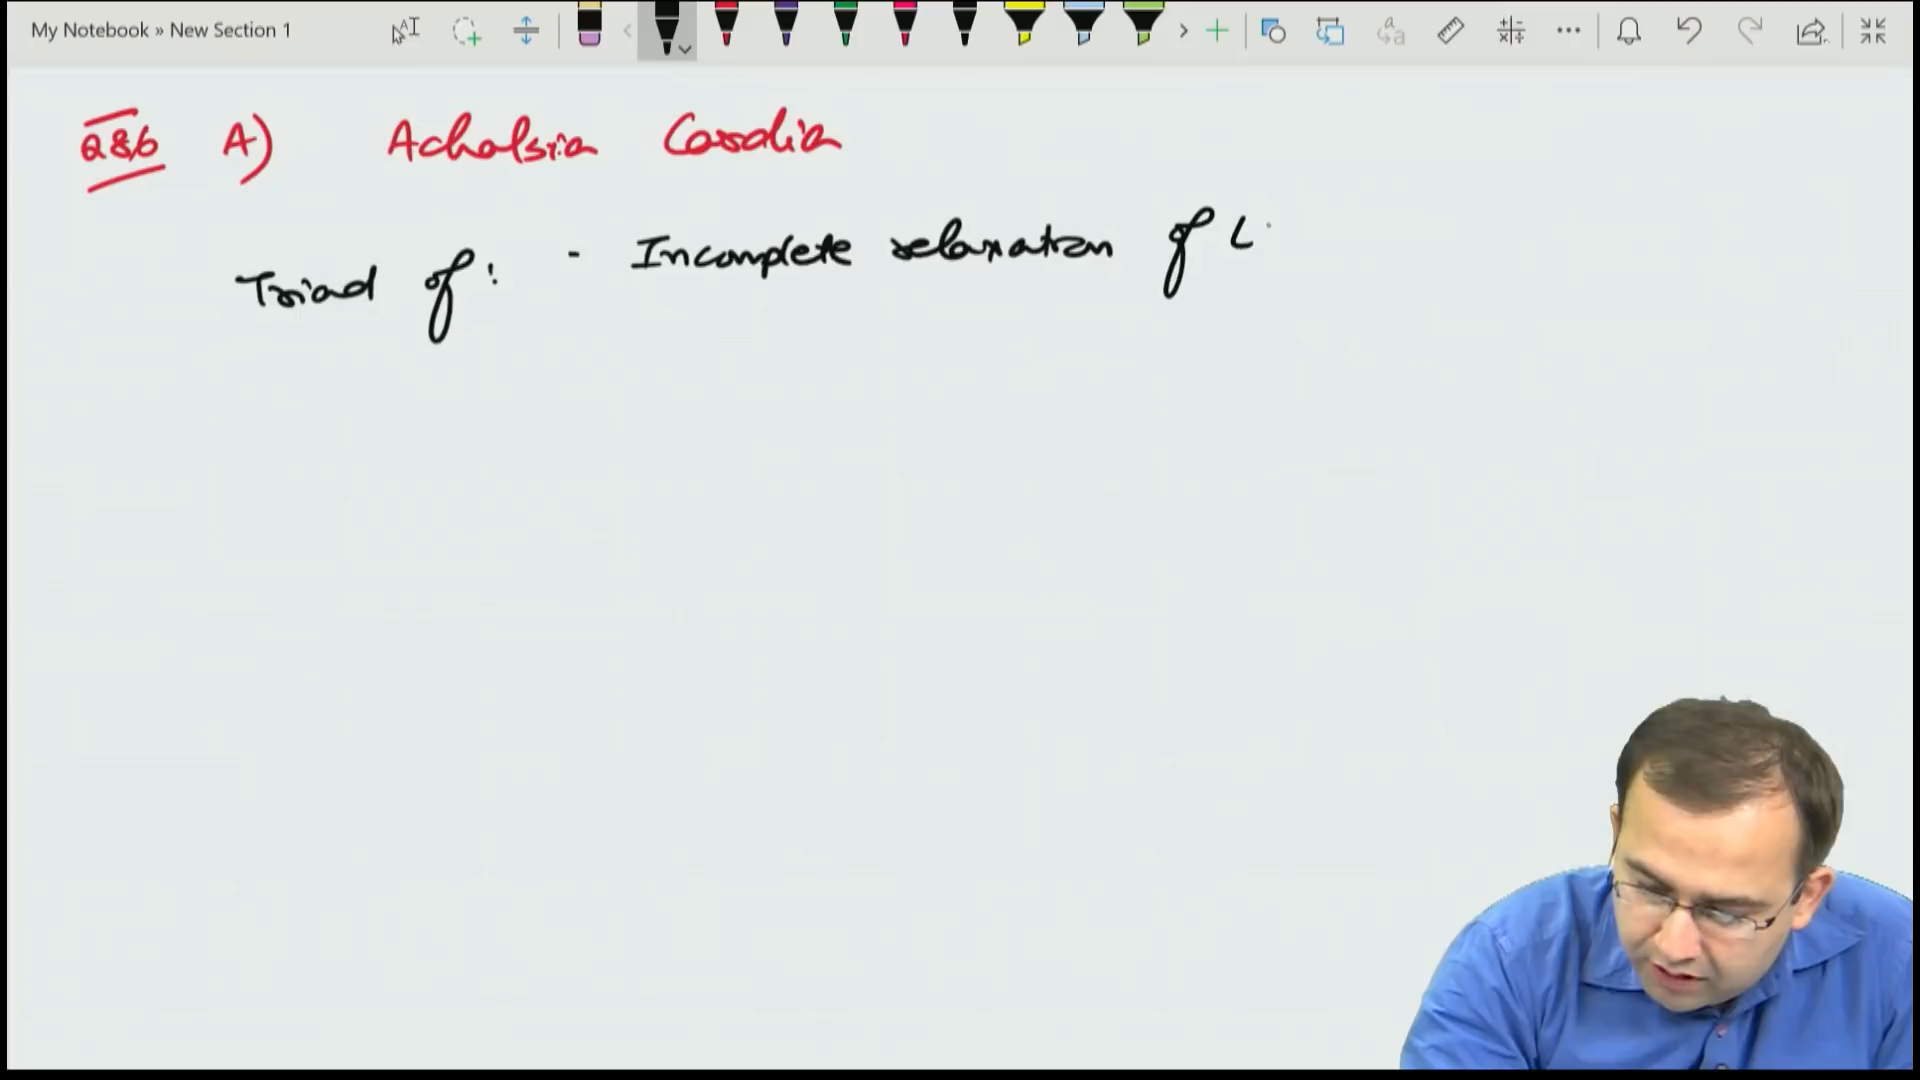 My Notebook » New Section 1
Q86 A) Achalsia Cardia
Triad of : - Incomplete relaxation of L